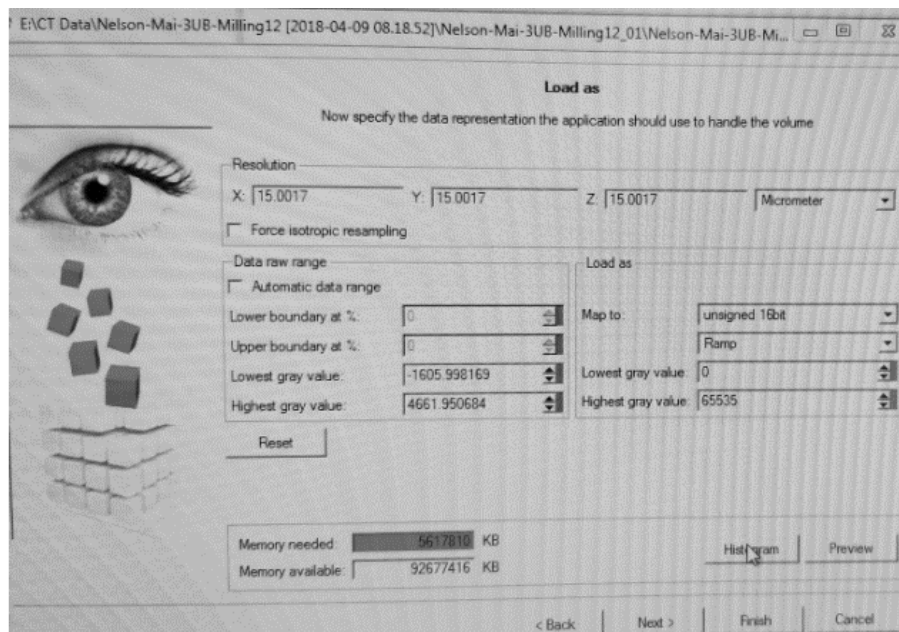 E:\CT Data\Nelson-Mai-3UB-Milling12 [2018-04-09 08.18.52]\Nelson-Mai-3UB-Milling12_01\Nelson-Mai-3UB-Mi...
Load as
Now specify the data representation the application should use to handle the volume
Resolution
X: 15.0017 Y: 15.0017 Z: 15.0017 Micrometer
Force isotropic resampling
Data raw range
Automatic data range
Lower boundary at %: 0
Upper boundary at %: 0
Lowest gray value: -1605.998169
Highest gray value: 4661.950684
Load as
Map to: unsigned 16bit
Ramp
Lowest gray value: 0
Highest gray value: 65535
Reset
Memory needed: 5617810 KB
Memory available: 92677416 KB
Histogram Preview
< Back Next > Finish Cancel